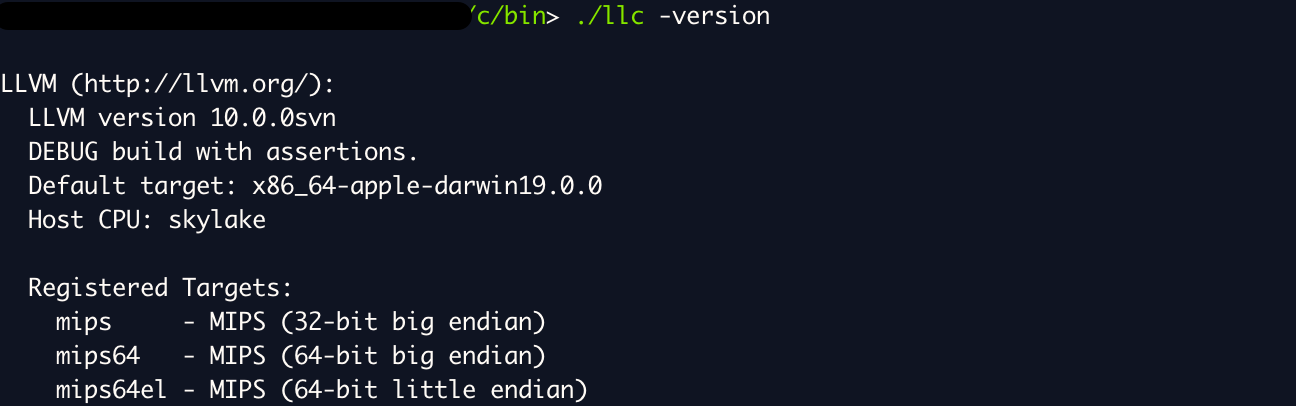 /c/bin> ./llc -version
LLVM (http://llvm.org/):
  LLVM version 10.0.0svn
  DEBUG build with assertions.
  Default target: x86_64-apple-darwin19.0.0
  Host CPU: skylake
  Registered Targets:
    mips     - MIPS (32-bit big endian)
    mips64   - MIPS (64-bit big endian)
    mips64el - MIPS (64-bit little endian)